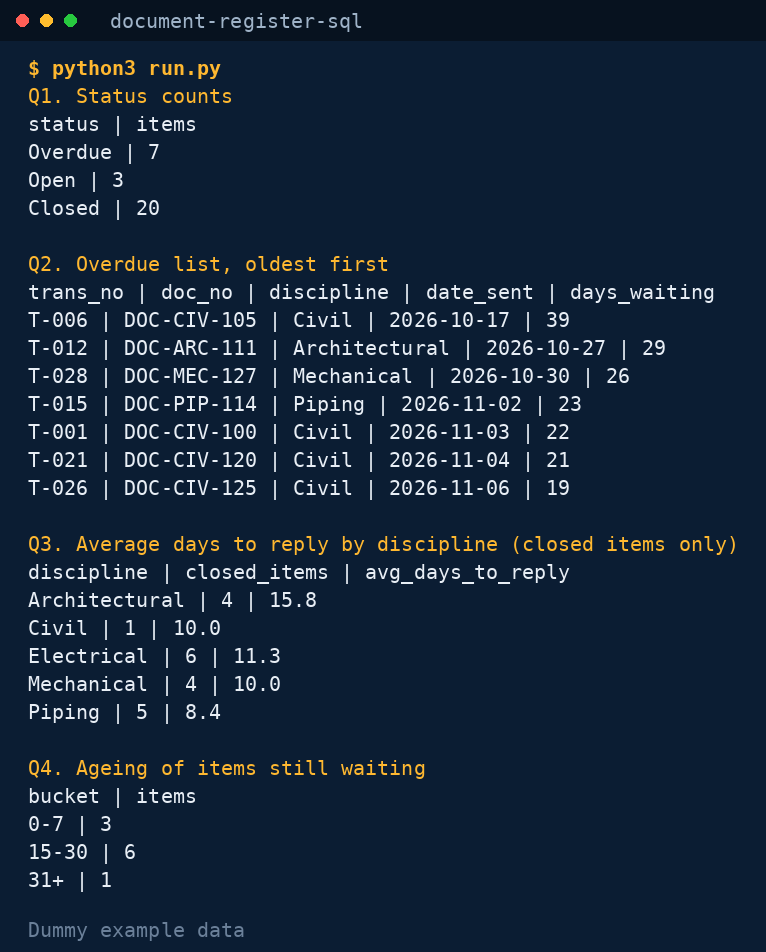 document-register-sql
$ python3 run.py
Q1. Status counts
status | items
Overdue | 7
Open | 3
Closed | 20
Q2. Overdue list, oldest first
trans_no | doc_no | discipline | date_sent | days_waiting
T-006 | DOC-CIV-105 | Civil | 2026-10-17 | 39
T-012 | DOC-ARC-111 | Architectural | 2026-10-27 | 29
T-028 | DOC-MEC-127 | Mechanical | 2026-10-30 | 26
T-015 | DOC-PIP-114 | Piping | 2026-11-02 | 23
T-001 | DOC-CIV-100 | Civil | 2026-11-03 | 22
T-021 | DOC-CIV-120 | Civil | 2026-11-04 | 21
T-026 | DOC-CIV-125 | Civil | 2026-11-06 | 19
Q3. Average days to reply by discipline (closed items only)
discipline | closed_items | avg_days_to_reply
Architectural | 4 | 15.8
Civil | 1 | 10.0
Electrical | 6 | 11.3
Mechanical | 4 | 10.0
Piping | 5 | 8.4
Q4. Ageing of items still waiting
bucket | items
0-7 | 3
15-30 | 6
31+ | 1
Dummy example data